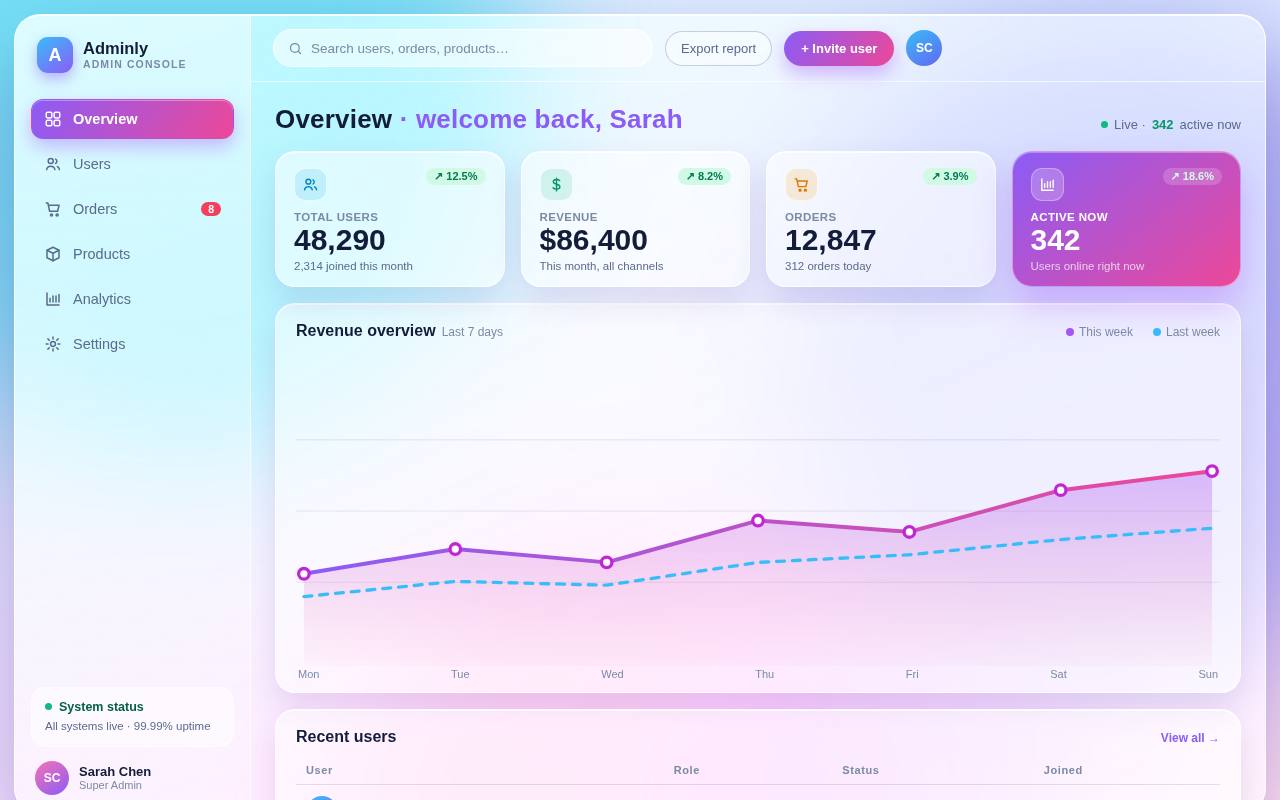 A
Adminly
ADMIN CONSOLE
Overview
Users
Orders 8
Products
Analytics
Settings
System status
All systems live · 99.99% uptime
SC
Sarah Chen
Super Admin
Search users, orders, products…
Export report
+ Invite user
SC
Overview · welcome back, Sarah
Live · 342 active now
↗ 12.5%
TOTAL USERS
48,290
2,314 joined this month
↗ 8.2%
REVENUE
$86,400
This month, all channels
↗ 3.9%
ORDERS
12,847
312 orders today
↗ 18.6%
ACTIVE NOW
342
Users online right now
Revenue overview Last 7 days
This week Last week
Mon Tue Wed Thu Fri Sat Sun
Recent users
View all →
User Role Status Joined